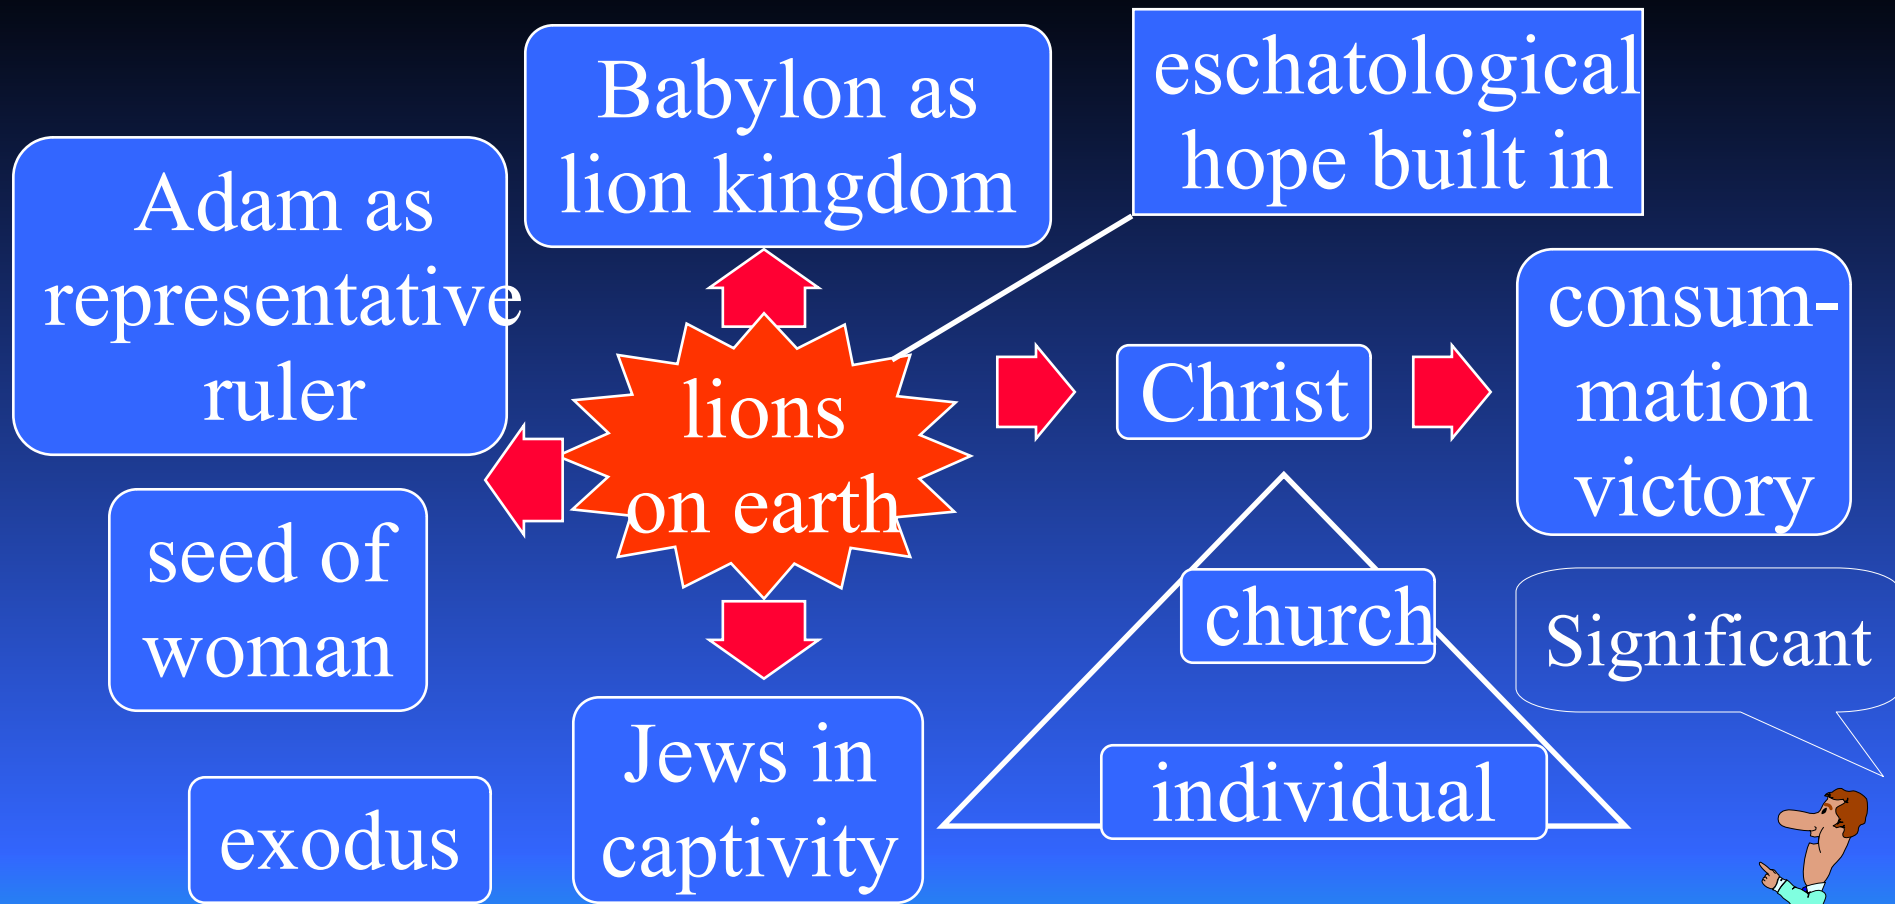 Babylon as
lion kingdom
eschatological
hope built in
Adam as
representative
ruler
lions
on earth
Christ
consum-
mation
victory
seed of
woman
church
Significant
Jews in
captivity
individual
exodus